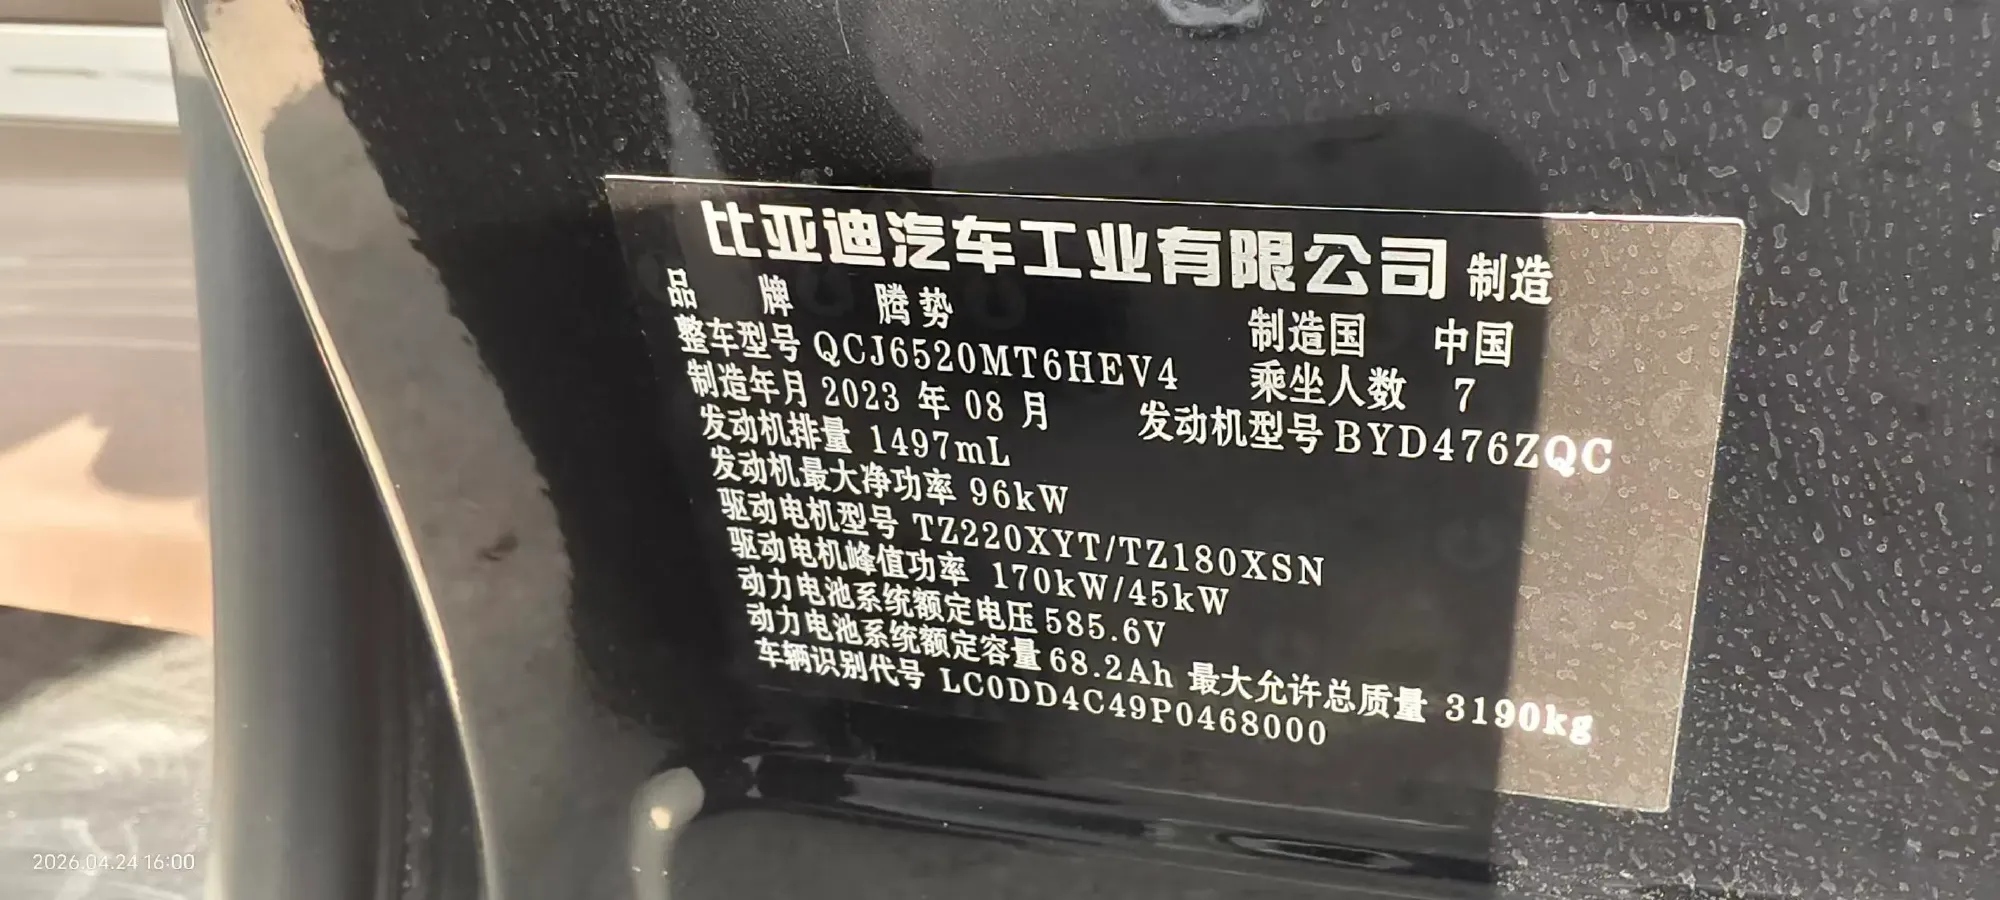 比亚迪汽车工业有限公司 制造
品 牌 腾势 制造国 中国
整车型号 QCJ6520MT6HEV4 乘坐人数 7
制造年月 2023 年 08 月 发动机型号 BYD476ZQC
发动机排量 1497mL
发动机最大净功率 96kW
驱动电机型号 TZ220XYT/TZ180XSN
驱动电机峰值功率 170kW/45kW
动力电池系统额定电压 585.6V
动力电池系统额定容量 68.2Ah 最大允许总质量 3190kg
车辆识别代号 LC0DD4C49P0468000
2026.04.24 16:00